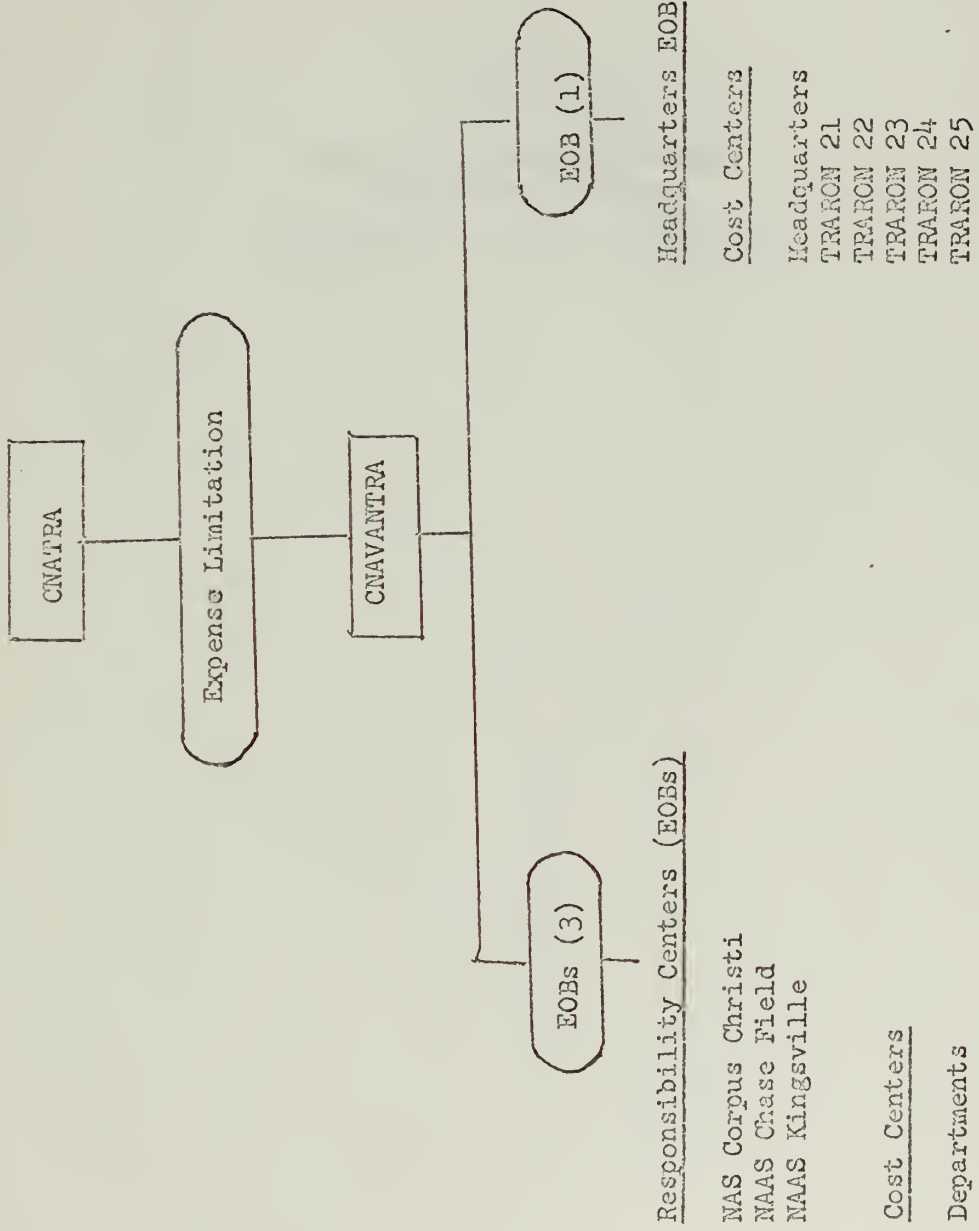 CNATRA
Expense Limitation
CNAVANTRA
EOBs (3)
Responsibility Centers (EOBs)
NAS Corpus Christi
NAAS Chase Field
NAAS Kingsville
Cost Centers
Departments
EOB (1)
Headquarters EOB
Cost Centers
Headquarters
TRARON 21
TRARON 22
TRARON 23
TRARON 24
TRARON 25